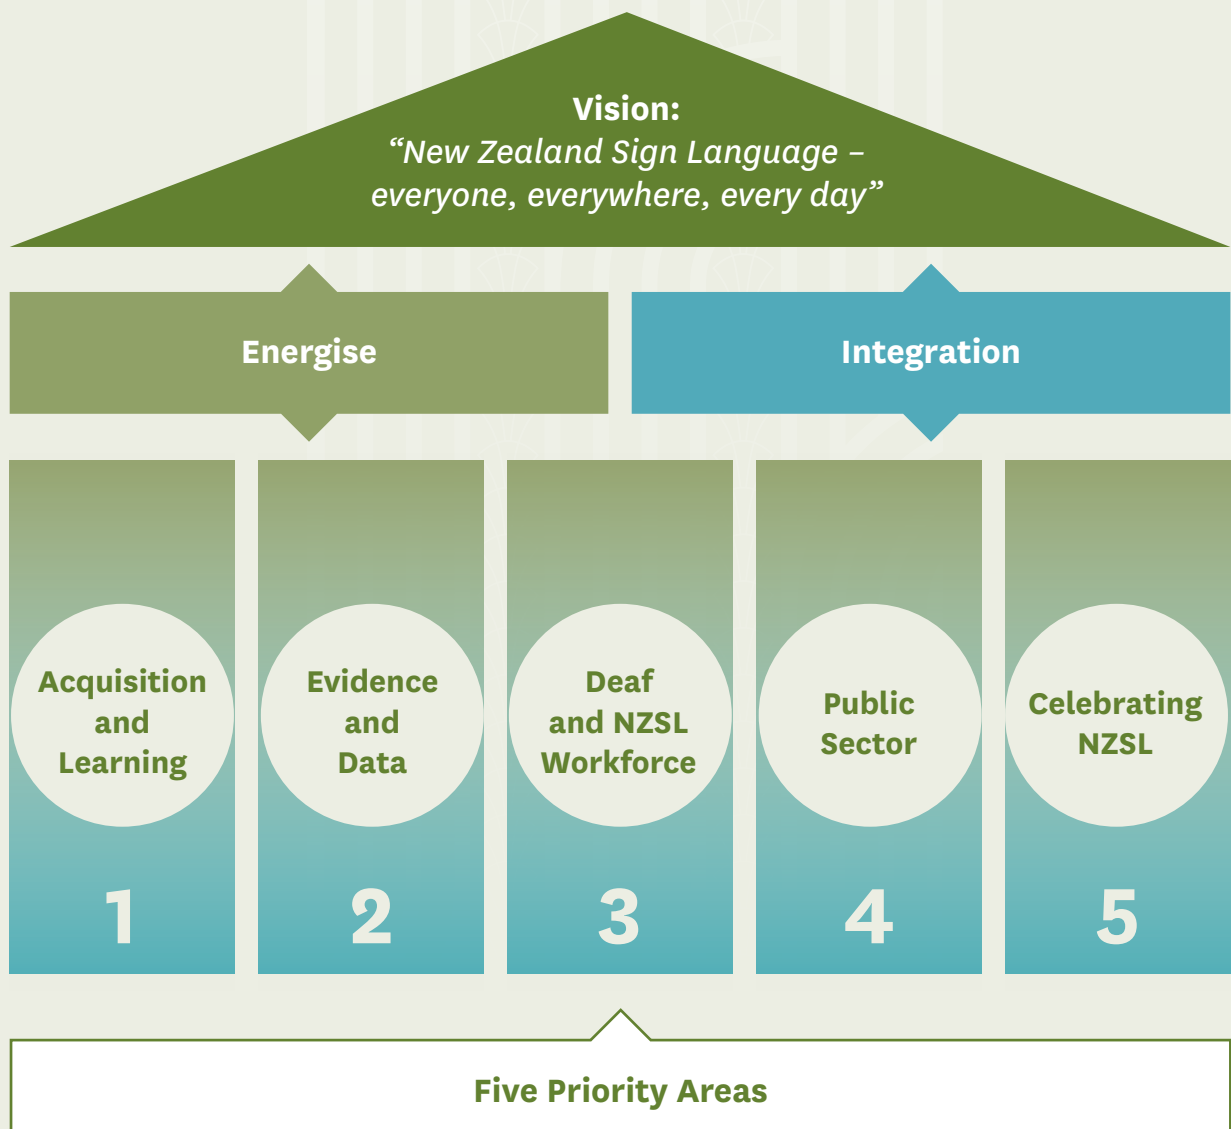 Vision:
“New Zealand Sign Language –
everyone, everywhere, every day”
Energise
Integration
Acquisition
and
Learning
1
Evidence
and
Data
2
Deaf
and NZSL
Workforce
3
Public
Sector
4
Celebrating
NZSL
5
Five Priority Areas